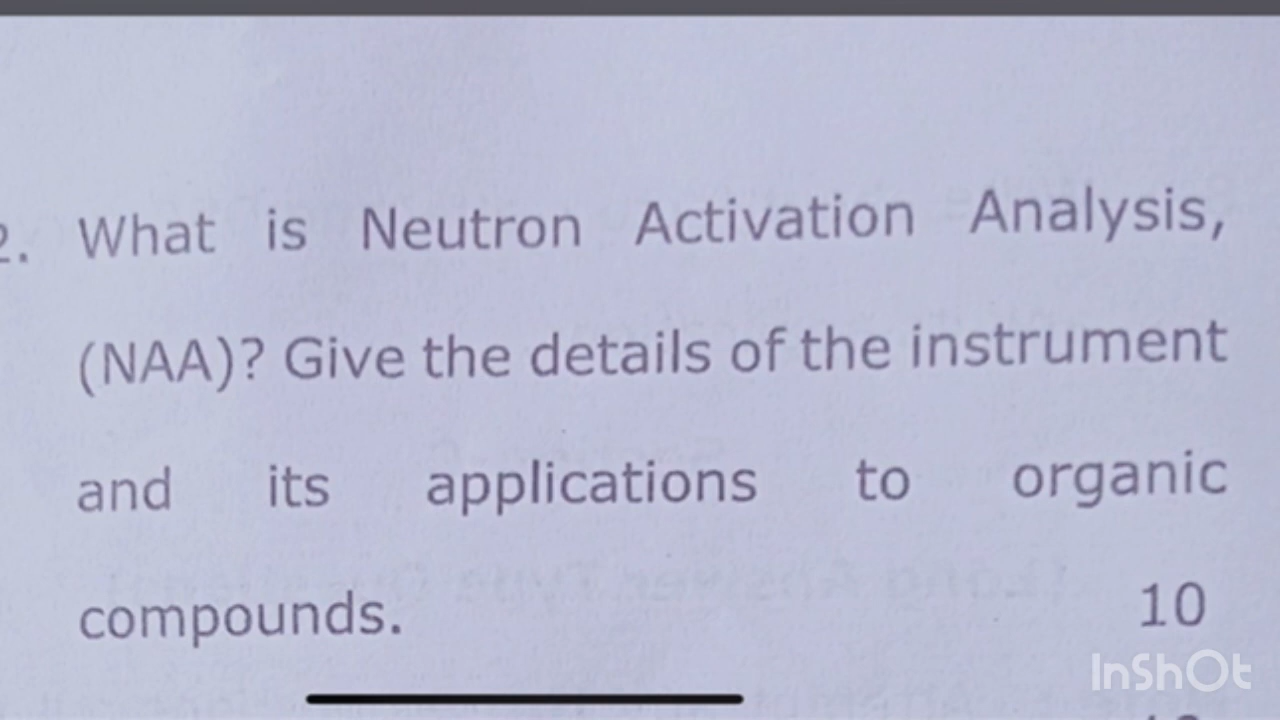 2. What is Neutron Activation Analysis,
(NAA)? Give the details of the instrument
and its applications to organic
compounds. 10
InShOt